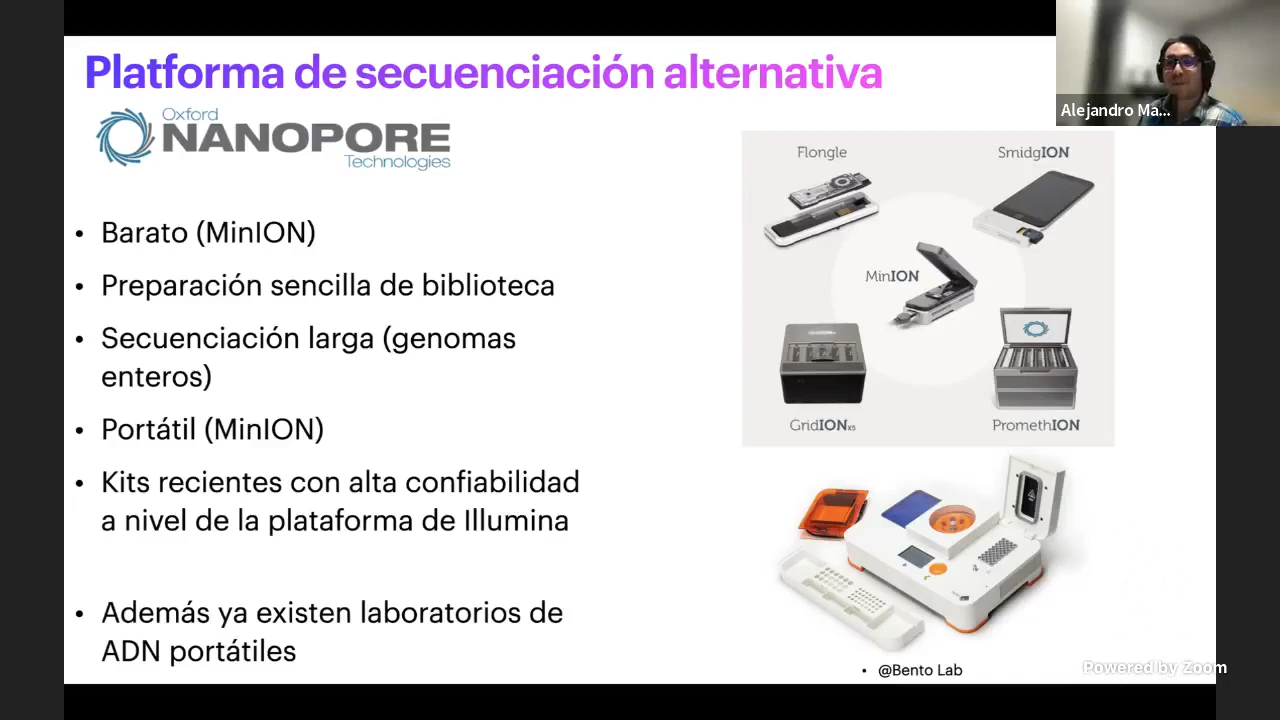 Platforma de secuenciación alternativa
Oxford
NANOPORE
Technologies
• Barato (MinION)
• Preparación sencilla de biblioteca
• Secuenciación larga (genomas
enteros)
• Portátil (MinION)
• Kits recientes con alta confiabilidad
a nivel de la plataforma de Illumina
• Además ya existen laboratorios de
ADN portátiles
Alejandro Ma...
Flongle
SmidgION
MinION
GridIONx5
PromethION
• @Bento Lab
Powered by Zoom